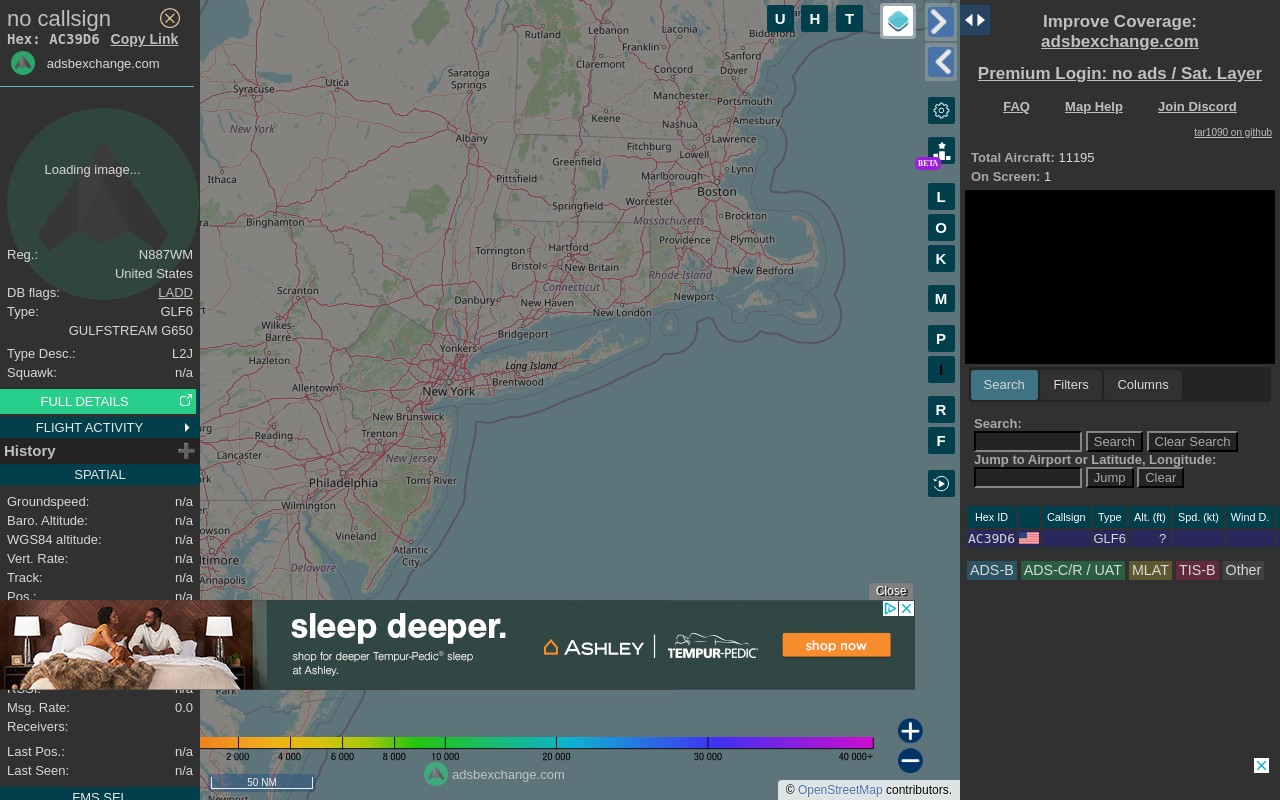 no callsign
Hex: AC39D6 Copy Link
adsbexchange.com
Loading image...
Reg.: N887WM
United States
DB flags: LADD
Type: GLF6
GULFSTREAM G650
Type Desc.: L2J
Squawk: n/a
FULL DETAILS
FLIGHT ACTIVITY
History
SPATIAL
Groundspeed: n/a
Baro. Altitude: n/a
WGS84 altitude: n/a
Vert. Rate: n/a
Track: n/a
Pos.: n/a
RSSI: n/a
Msg. Rate: 0.0
Receivers:
Last Pos.: n/a
Last Seen: n/a
FMS SEL
U H T
Rutland
Lebanon
Laconia
Biddeford
Franklin
Claremont
Sanford
Saratoga
Springs
Concord
Dover
Utica
Syracuse
Manchester
Portsmouth
Keene
Nashua
Amesbury
New York
Albany
Lawrence
Fitchburg
Lowell
Greenfield
Lynn
Ithaca
Pittsfield
Marlborough
Boston
Worcester
Springfield
Massachusetts
Brockton
Binghamton
Torrington
Hartford
Providence
Plymouth
Bristol
New Britain
Rhode Island
New Bedford
Connecticut
Scranton
Danbury
New Haven
Newport
New London
Wilkes-
Barre
Bridgeport
Yonkers
Hazleton
Long Island
Brentwood
Allentown
New York
New Brunswick
Reading
Trenton
Lancaster
New Jersey
Philadelphia
Toms River
Wilmington
Vineland
Atlantic
City
Annapolis
Delaware
BETA
L
O
K
M
P
I
R
F
Close
sleep deeper.
shop for deeper Tempur-Pedic® sleep
at Ashley.
ASHLEY
TEMPUR-PEDIC®
shop now
Park
2 000 4 000 6 000 8 000 10 000 20 000 30 000 40 000+
adsbexchange.com
50 NM
Newport
© OpenStreetMap contributors.
Improve Coverage:
adsbexchange.com
Premium Login: no ads / Sat. Layer
FAQ Map Help Join Discord
tar1090 on github
Total Aircraft: 11195
On Screen: 1
Search Filters Columns
Search:
Search Clear Search
Jump to Airport or Latitude, Longitude:
Jump Clear
Hex ID Callsign Type Alt. (ft) Spd. (kt) Wind D.
AC39D6 GLF6 ?
ADS-B ADS-C/R / UAT MLAT TIS-B Other